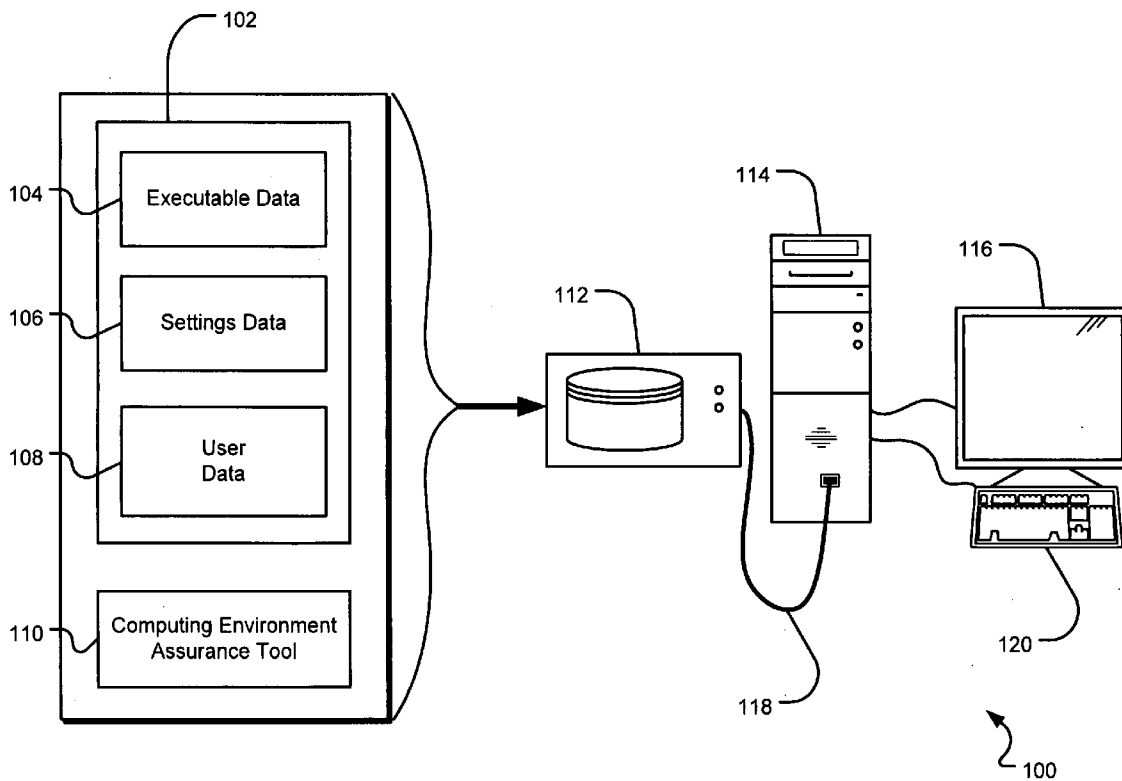 102
104
Executable Data
114
116
106
Settings Data
112
108
User
Data
110
Computing Environment
Assurance Tool
118
120
100